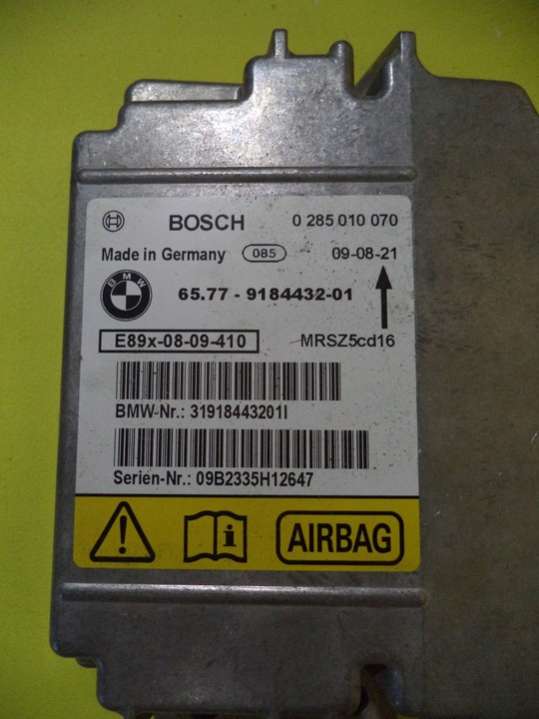 BOSCH 0 285 010 070
Made in Germany 085 09-08-21
BMW 65.77 - 9184432-01
E89x-08-09-410 MRSZ5cd16
BMW-Nr.: 31918443201I
Serien-Nr.: 09B2335H12647
AIRBAG